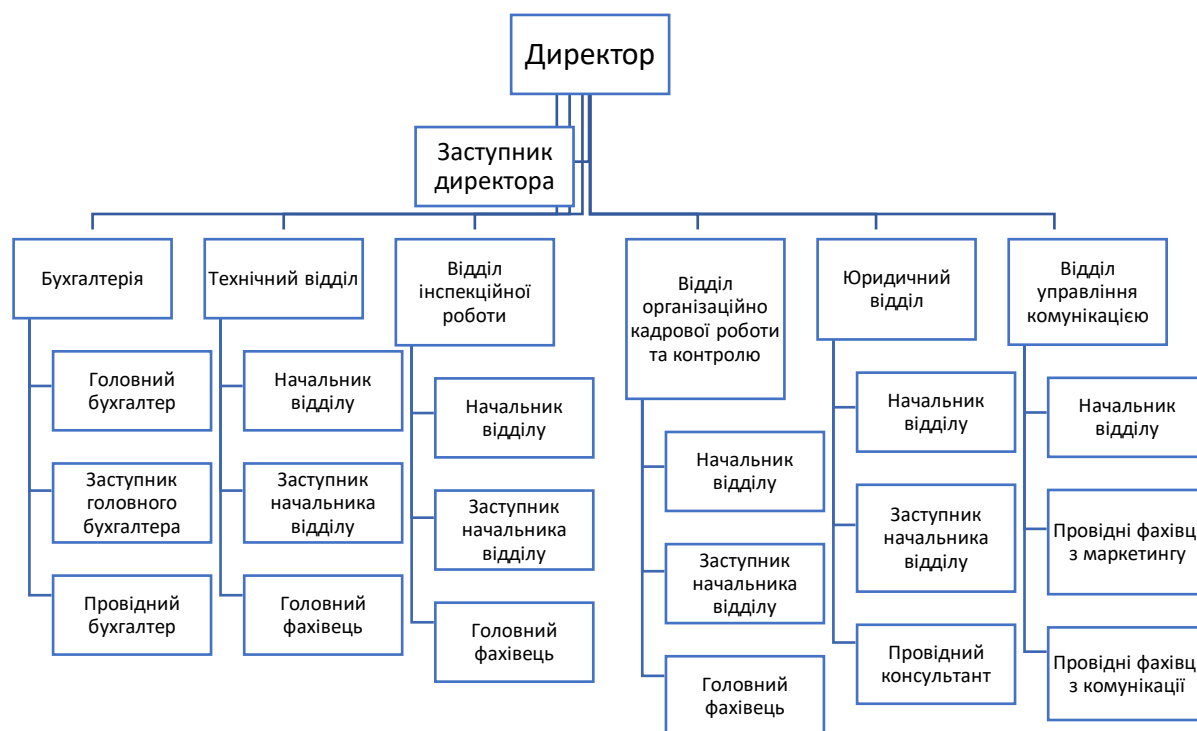 Директор
Заступник
директора
Бухгалтерія
Технічний відділ
Відділ
інспекційної
роботи
Відділ
організаційно
кадрової роботи
та контролю
Юридичний
відділ
Відділ
управління
комунікацією
Головний
бухгалтер
Заступник
головного
бухгалтера
Провідний
бухгалтер
Начальник
відділу
Заступник
начальника
відділу
Головний
фахівець
Начальник
відділу
Заступник
начальника
відділу
Головний
фахівець
Начальник
відділу
Заступник
начальника
відділу
Головний
фахівець
Начальник
відділу
Заступник
начальника
відділу
Провідний
консультант
Начальник
відділу
Провідні фахівц
з маркетингу
Провідні фахівц
з комунікації